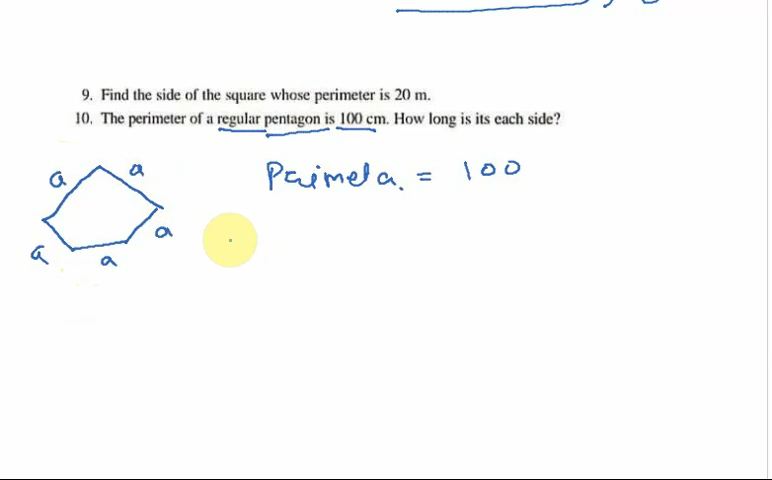 9. Find the side of the square whose perimeter is 20 m.
10. The perimeter of a regular pentagon is 100 cm. How long is its each side?
a a
Perimeter = 100
a
a a